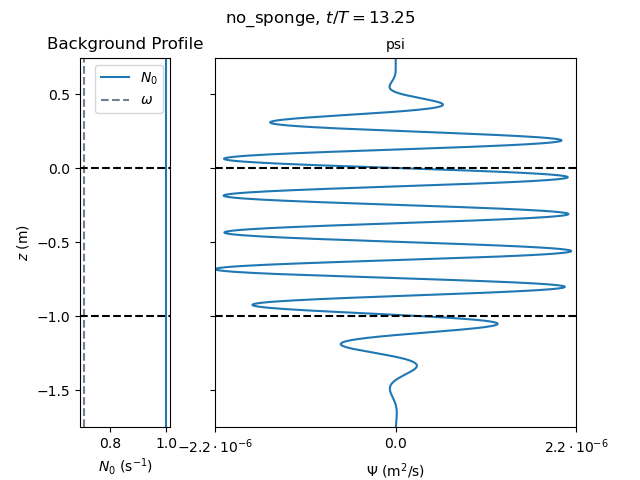 no_sponge, t/T = 13.25
Background Profile
psi
N₀
ω
0.5
0.0
−0.5
−1.0
−1.5
z (m)
0.8
1.0
N₀ (s⁻¹)
−2.2 · 10⁻⁶
0.0
2.2 · 10⁻⁶
Ψ (m²/s)